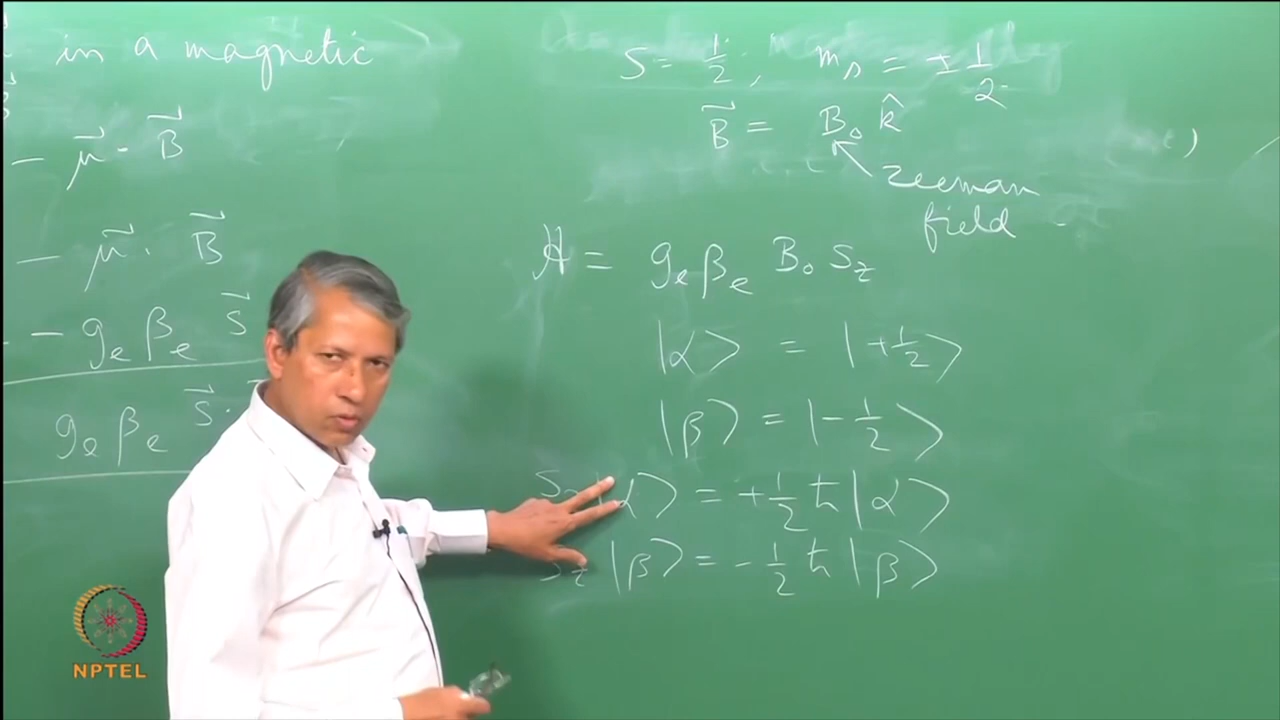 in a magnetic
− μ⃗ · B⃗
− μ⃗ · B⃗
− gₑ βₑ S⃗
gₑ βₑ S⃗ ·
S = 1/2 ; mₛ = ± 1/2
B⃗ = B₀ k̂
Zeeman
field
H = gₑ βₑ B₀ S_z
|α⟩ = |+1/2⟩
|β⟩ = |−1/2⟩
S_z |α⟩ = +1/2 ħ |α⟩
S_z |β⟩ = −1/2 ħ |β⟩
NPTEL